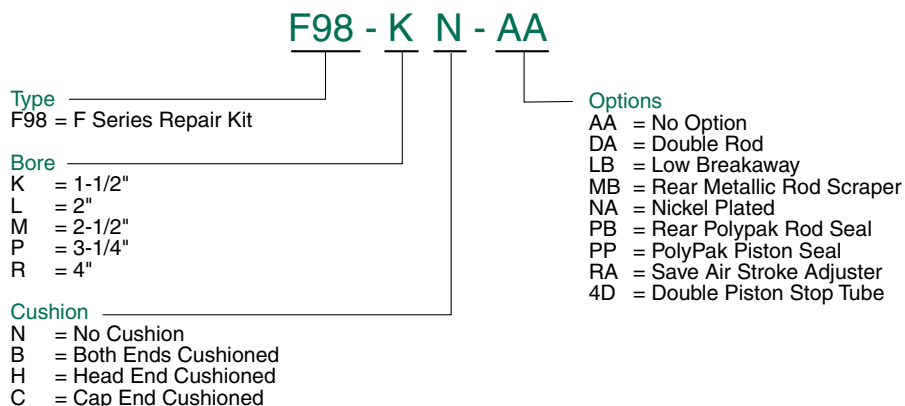 F98 - K N - AA
Type
F98 = F Series Repair Kit
Bore
K = 1-1/2"
L = 2"
M = 2-1/2"
P = 3-1/4"
R = 4"
Cushion
N = No Cushion
B = Both Ends Cushioned
H = Head End Cushioned
C = Cap End Cushioned
Options
AA = No Option
DA = Double Rod
LB = Low Breakaway
MB = Rear Metallic Rod Scraper
NA = Nickel Plated
PB = Rear Polypak Rod Seal
PP = PolyPak Piston Seal
RA = Save Air Stroke Adjuster
4D = Double Piston Stop Tube